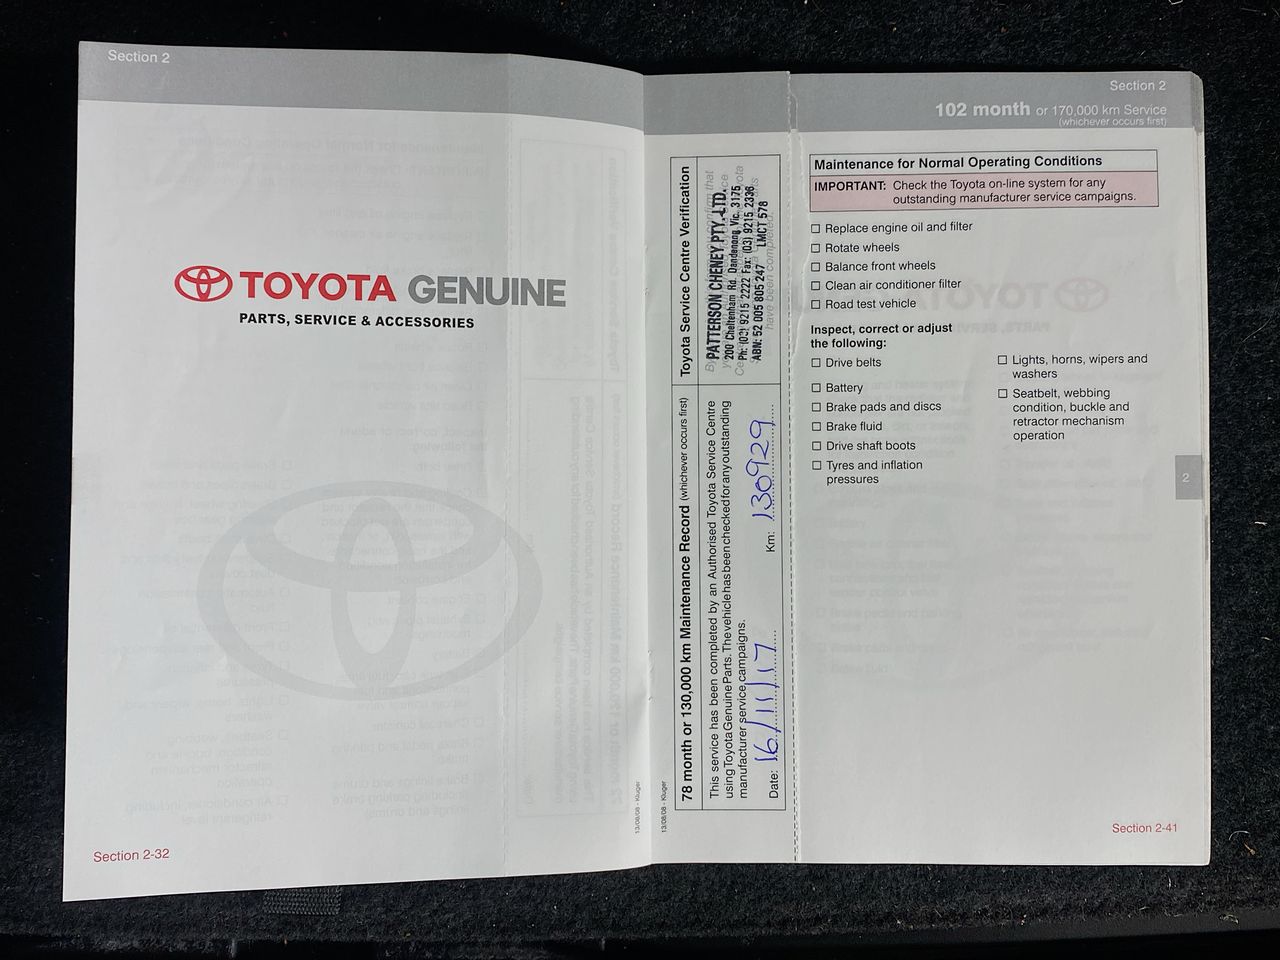 Section 2
TOYOTA GENUINE
PARTS, SERVICE & ACCESSORIES
Section 2-32
13/08/08 - Kluger
13/08/08 - Kluger
78 month or 130,000 km Maintenance Record (whichever occurs first)
This service has been completed by an Authorised Toyota Service Centre
using Toyota Genuine Parts. The vehicle has been checked for any outstanding
manufacturer service campaigns.
Date: 16/11/17 Km: 130929
Toyota Service Centre Verification
PATTERSON CHENEY PTY. LTD.
200 Cheltenham Rd. Dandenong, Vic. 3175
Ph: (03) 9215 2222 Fax: (03) 9215 2336
ABN: 52 005 805 247 LMCT 578
have been completed.
Section 2
102 month or 170,000 km Service
(whichever occurs first)
Maintenance for Normal Operating Conditions
IMPORTANT: Check the Toyota on-line system for any
outstanding manufacturer service campaigns.
Replace engine oil and filter
Rotate wheels
Balance front wheels
Clean air conditioner filter
Road test vehicle
Inspect, correct or adjust
the following:
Drive belts
Battery
Brake pads and discs
Brake fluid
Drive shaft boots
Tyres and inflation
pressures
Lights, horns, wipers and
washers
Seatbelt, webbing
condition, buckle and
retractor mechanism
operation
2
Section 2-41